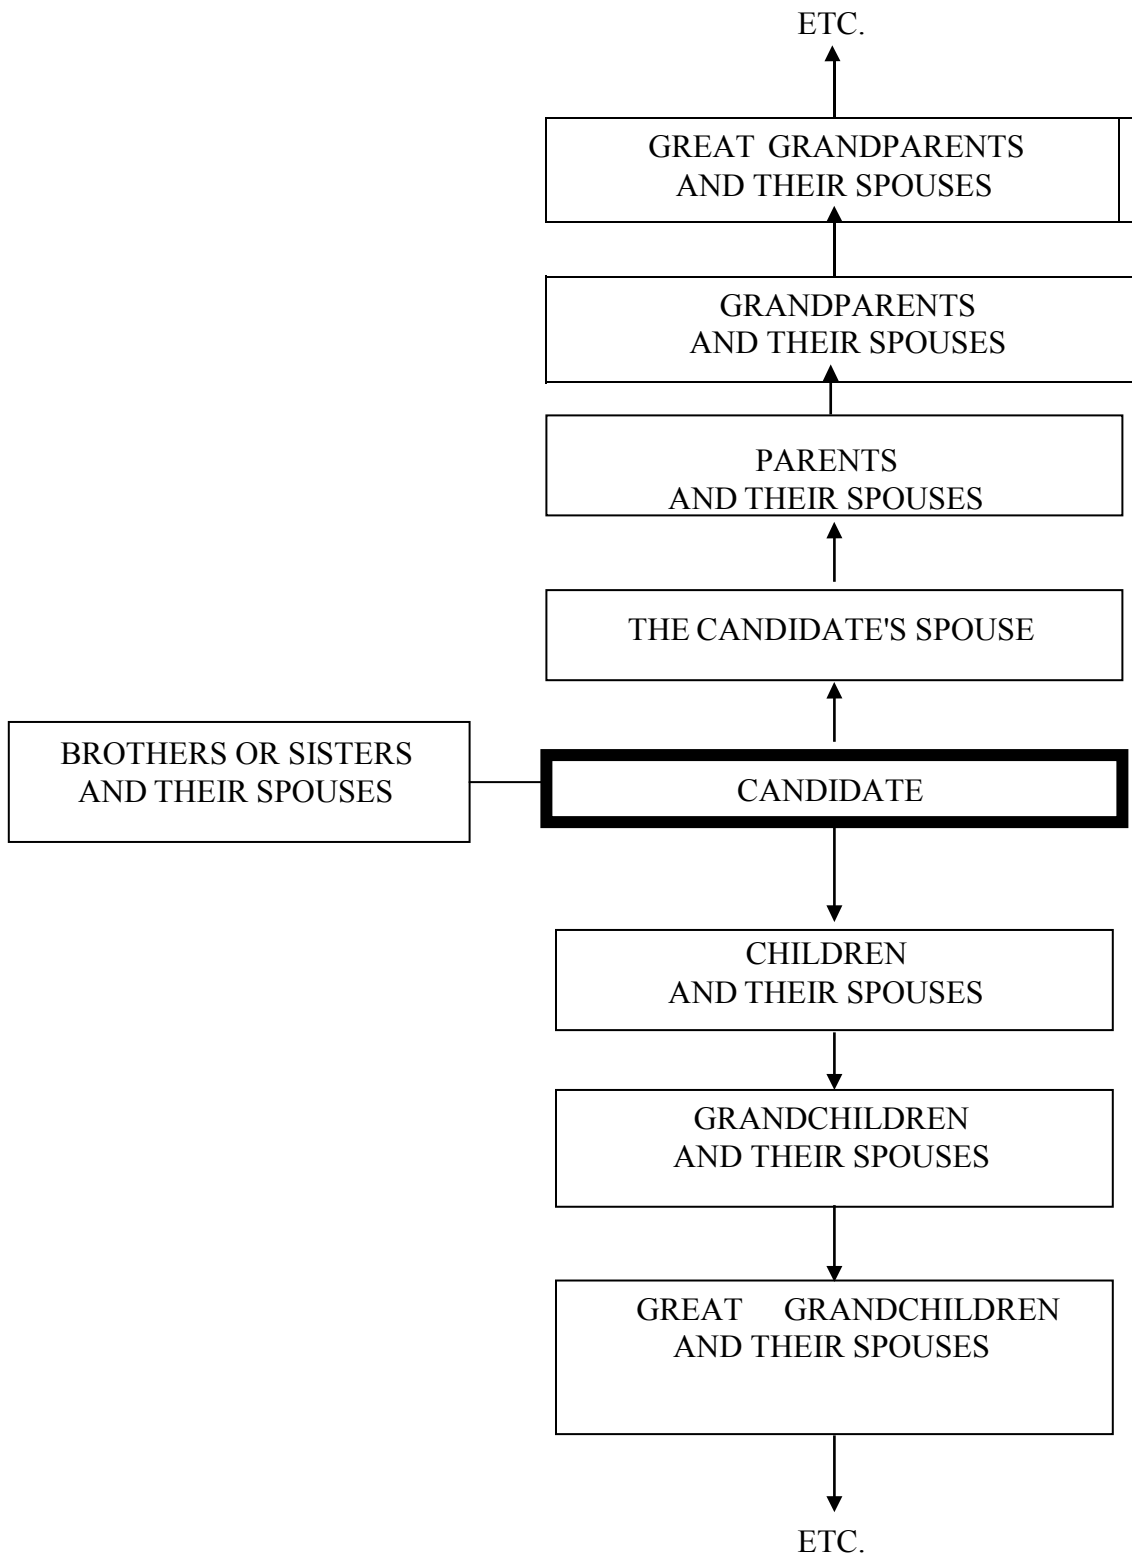 ETC.
GREAT GRANDPARENTS
AND THEIR SPOUSES
GRANDPARENTS
AND THEIR SPOUSES
PARENTS
AND THEIR SPOUSES
THE CANDIDATE'S SPOUSE
BROTHERS OR SISTERS
AND THEIR SPOUSES
CANDIDATE
CHILDREN
AND THEIR SPOUSES
GRANDCHILDREN
AND THEIR SPOUSES
GREAT GRANDCHILDREN
AND THEIR SPOUSES
ETC.